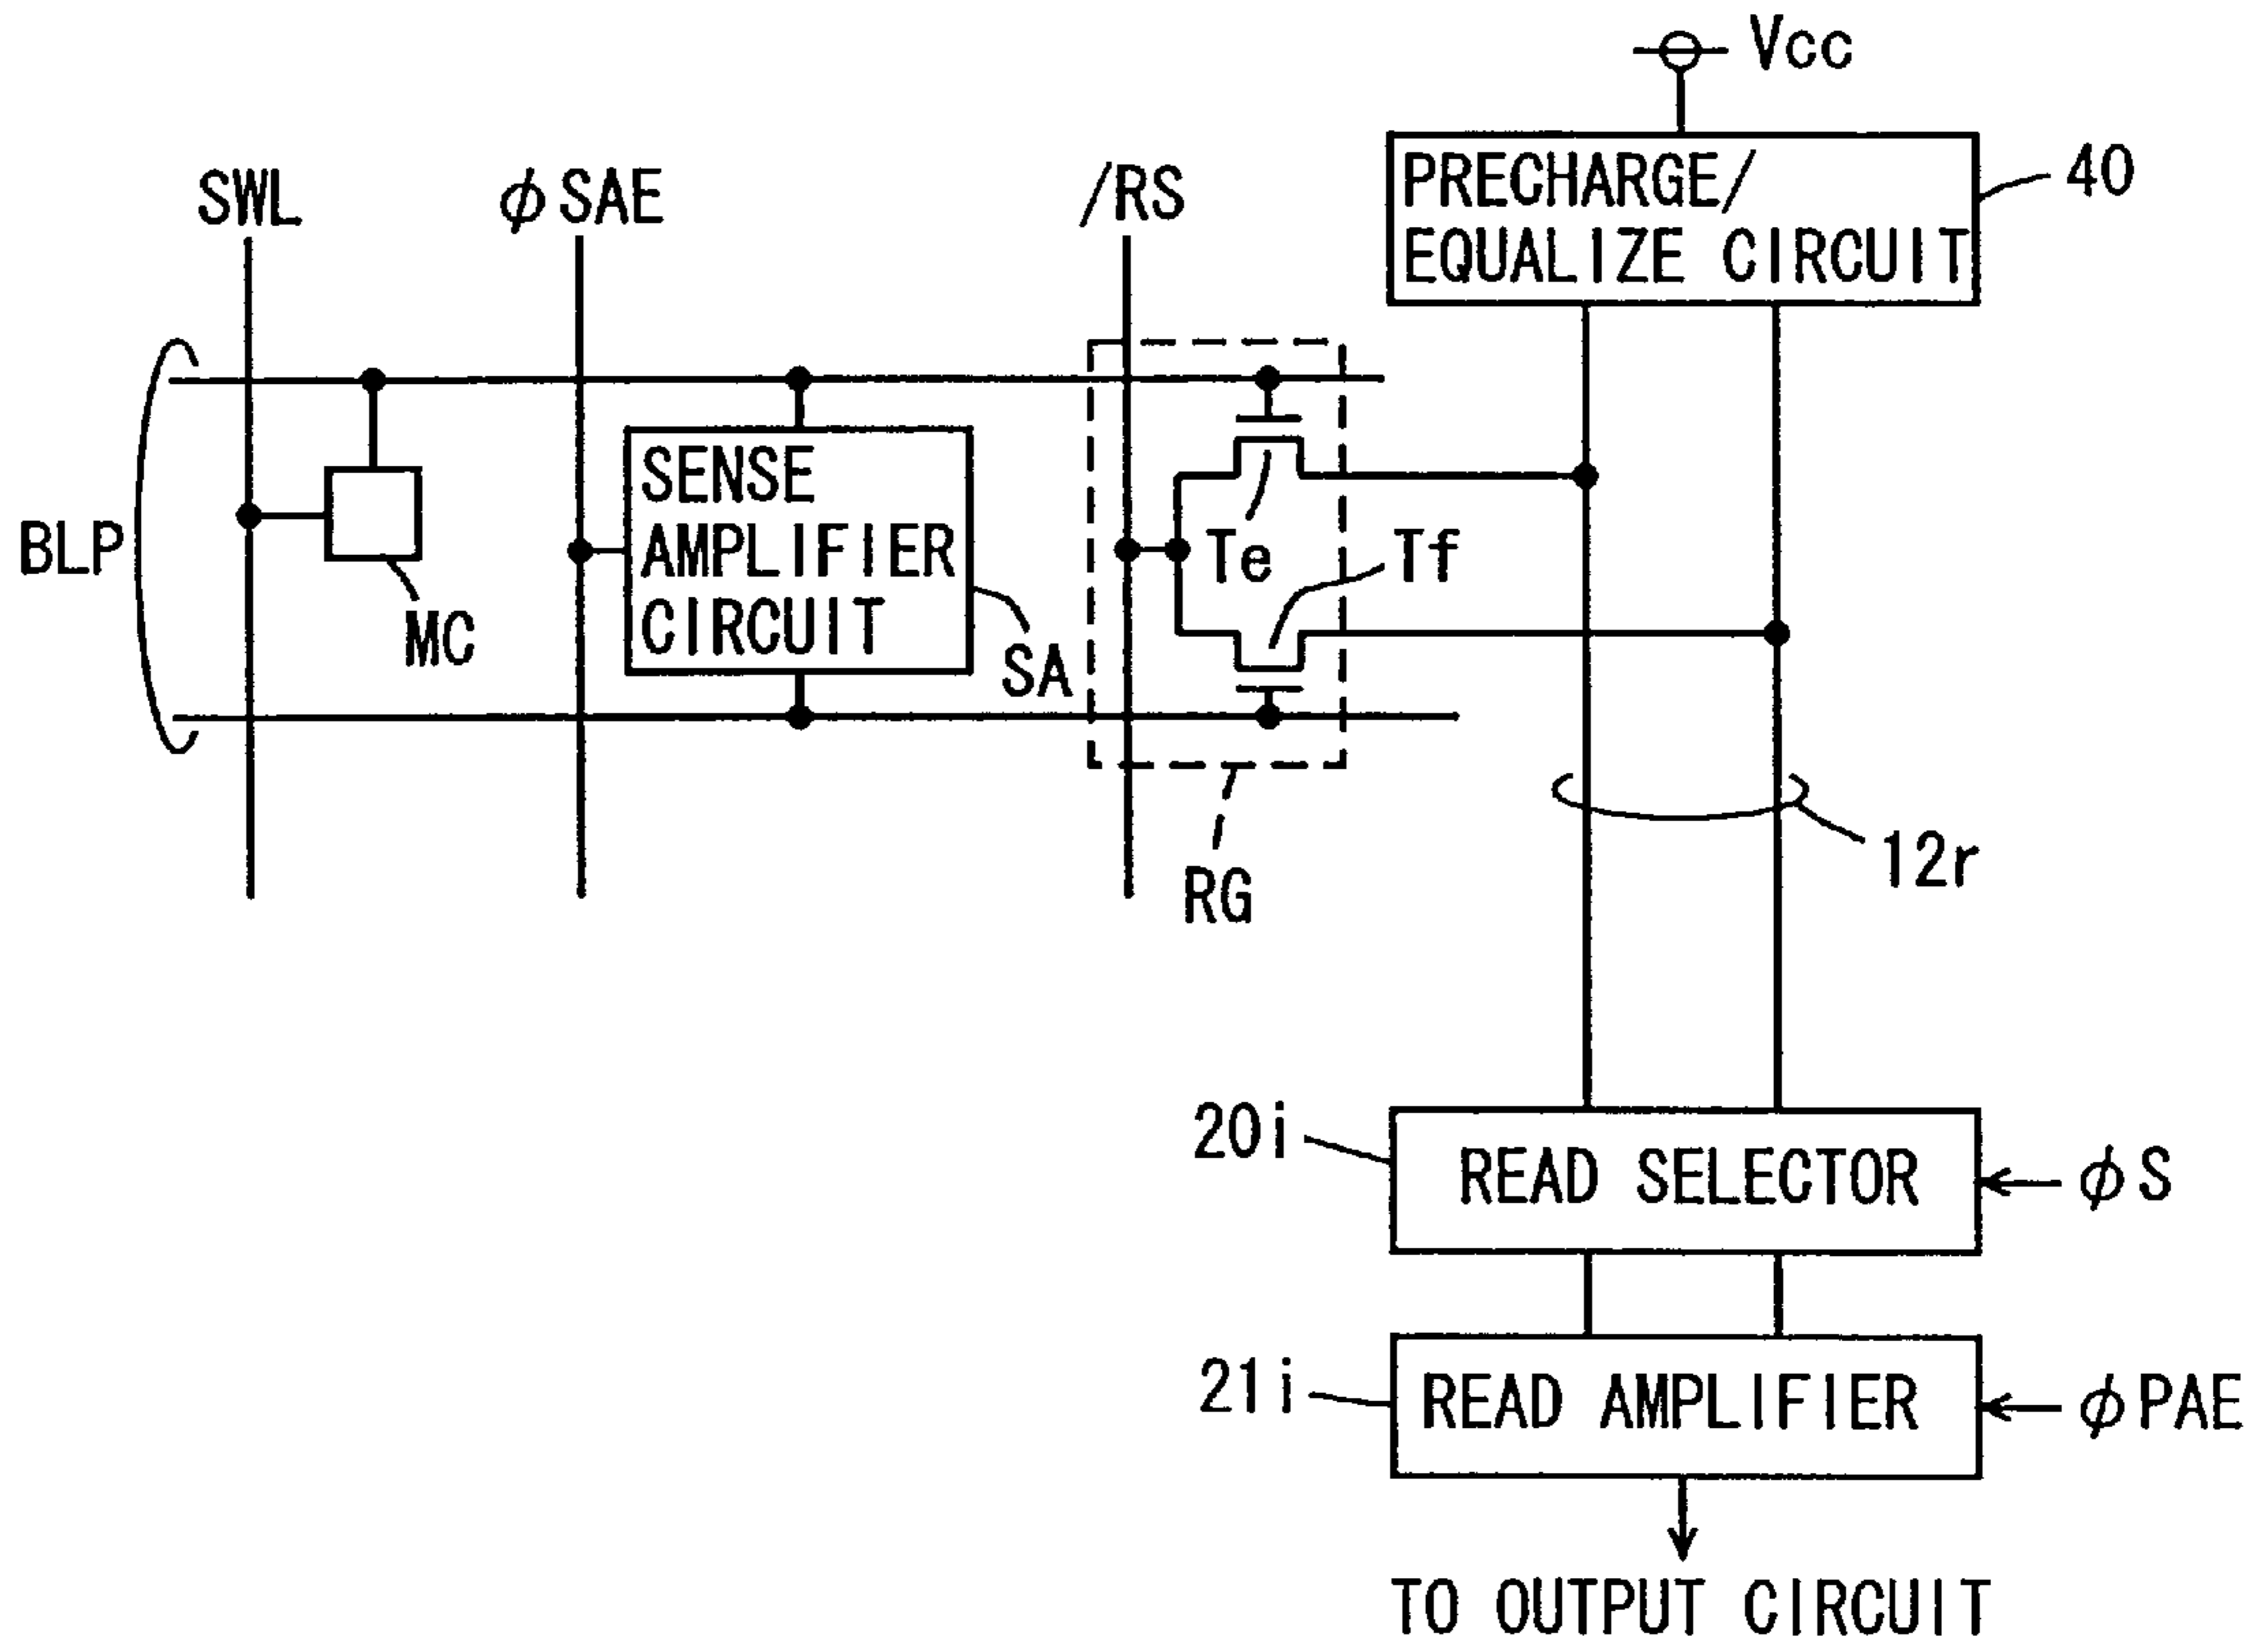 Vcc
PRECHARGE/
EQUALIZE CIRCUIT
40
SWL
φSAE
/RS
BLP
MC
SENSE
AMPLIFIER
CIRCUIT
SA
Te
Tf
RG
12r
20i
READ SELECTOR
φS
21i
READ AMPLIFIER
φPAE
TO OUTPUT CIRCUIT